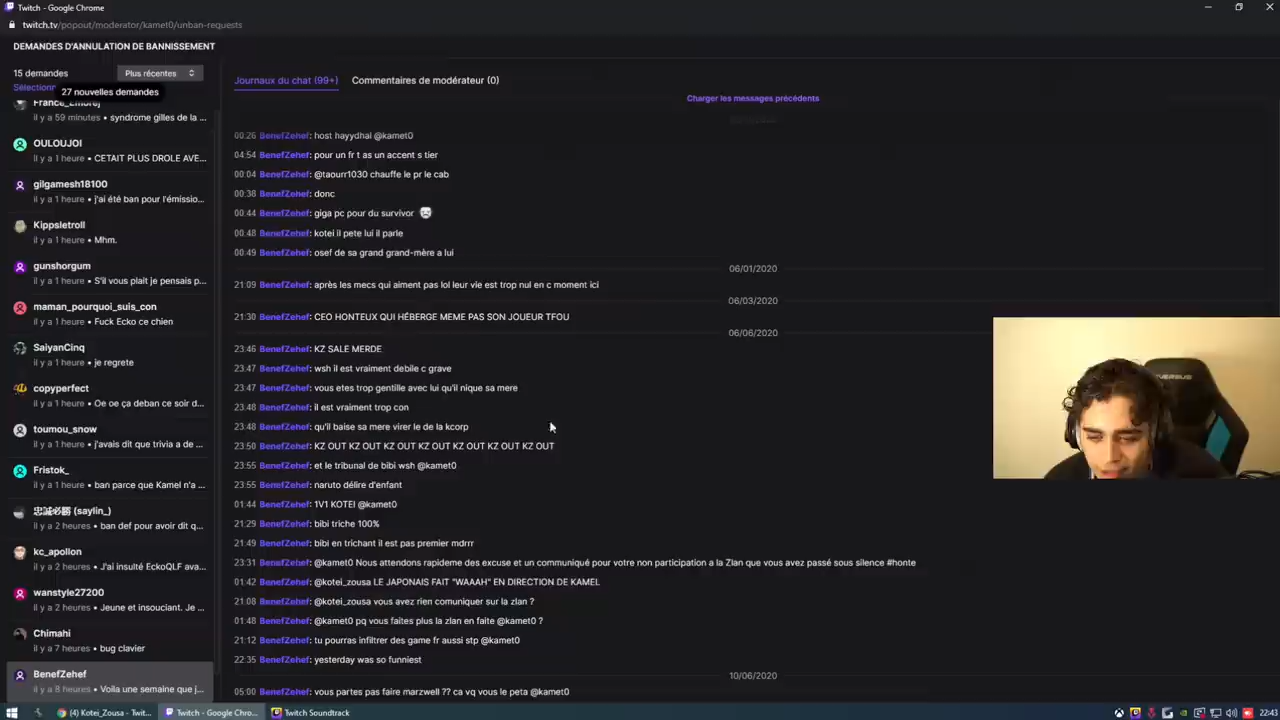 Twitch - Google Chrome
twitch.tv/popout/moderator/kamet0/unban-requests
DEMANDES D'ANNULATION DE BANNISSEMENT
15 demandes
Plus récentes
Sélectionn
27 nouvelles demandes
il y a 59 minutes • syndrome gilles de la ...
OULOUJOI
il y a 1 heure • CETAIT PLUS DROLE AVE...
gilgamesh18100
il y a 1 heure • j'ai été ban pour l'émissio...
Kippsletroll
il y a 1 heure • Mhm.
gunshorgum
il y a 1 heure • S'il vous plaît je pensais p...
maman_pourquoi_suis_con
il y a 1 heure • Fuck Ecko ce chien
SaiyanCinq
il y a 1 heure • je regrete
copyperfect
il y a 1 heure • Oe oe ça deban ce soir d...
toumou_snow
il y a 1 heure • j'avais dit que trivia a de ...
Fristok_
il y a 1 heure • ban parce que Kamel n'a ...
(saylin_)
il y a 2 heures • ban def pour avoir dit q...
kc_apollon
il y a 2 heures • J'ai insulté EckoQLF ava...
wanstyle27200
il y a 2 heures • Jeune et insouciant. Je ...
Chimahi
il y a 7 heures • bug clavier
BenefZehef
il y a 8 heures • Voila une semaine que j...
Journaux du chat (99+)
Commentaires de modérateur (0)
Charger les messages précédents
00:26 BenefZehef: host hayydhal @kamet0
04:54 BenefZehef: pour un fr t as un accent s tier
00:04 BenefZehef: @taourr1030 chauffe le pr le cab
00:38 BenefZehef: donc
00:44 BenefZehef: giga pc pour du survivor
00:48 BenefZehef: kotei il pete lui il parle
00:49 BenefZehef: osef de sa grand grand-mère a lui
06/01/2020
21:09 BenefZehef: après les mecs qui aiment pas lol leur vie est trop nul en c moment ici
06/03/2020
21:30 BenefZehef: CEO HONTEUX QUI HÉBERGE MEME PAS SON JOUEUR TFOU
06/06/2020
23:46 BenefZehef: KZ SALE MERDE
23:47 BenefZehef: wsh il est vraiment debile c grave
23:47 BenefZehef: vous etes trop gentille avec lui qu'il nique sa mere
23:48 BenefZehef: il est vraiment trop con
23:48 BenefZehef: qu'il baise sa mere virer le de la kcorp
23:50 BenefZehef: KZ OUT KZ OUT KZ OUT KZ OUT KZ OUT KZ OUT KZ OUT
23:55 BenefZehef: et le tribunal de bibi wsh @kamet0
23:55 BenefZehef: naruto délire d'enfant
01:44 BenefZehef: 1V1 KOTEI @kamet0
21:29 BenefZehef: bibi triche 100%
21:49 BenefZehef: bibi en trichant il est pas premier mdrrr
23:31 BenefZehef: @kamet0 Nous attendons rapideme des excuse et un communiqué pour votre non participation a la Zlan que vous avez passé sous silence #honte
01:42 BenefZehef: @kotei_zousa LE JAPONAIS FAIT "WAAAH" EN DIRECTION DE KAMEL
21:08 BenefZehef: @kotei_zousa vous avez rien comuniquer sur la zlan ?
01:48 BenefZehef: @kamet0 pq vous faites plus la zlan en faite @kamet0 ?
21:12 BenefZehef: tu pourras infiltrer des game fr aussi stp @kamet0
22:35 BenefZehef: yesterday was so funniest
10/06/2020
05:00 BenefZehef: vous partes pas faire marzwell ?? ca vq vous le peta @kamet0
(4) Kotei_Zousa - Twit...
Twitch - Google Chro...
Twitch Soundtrack
22:43